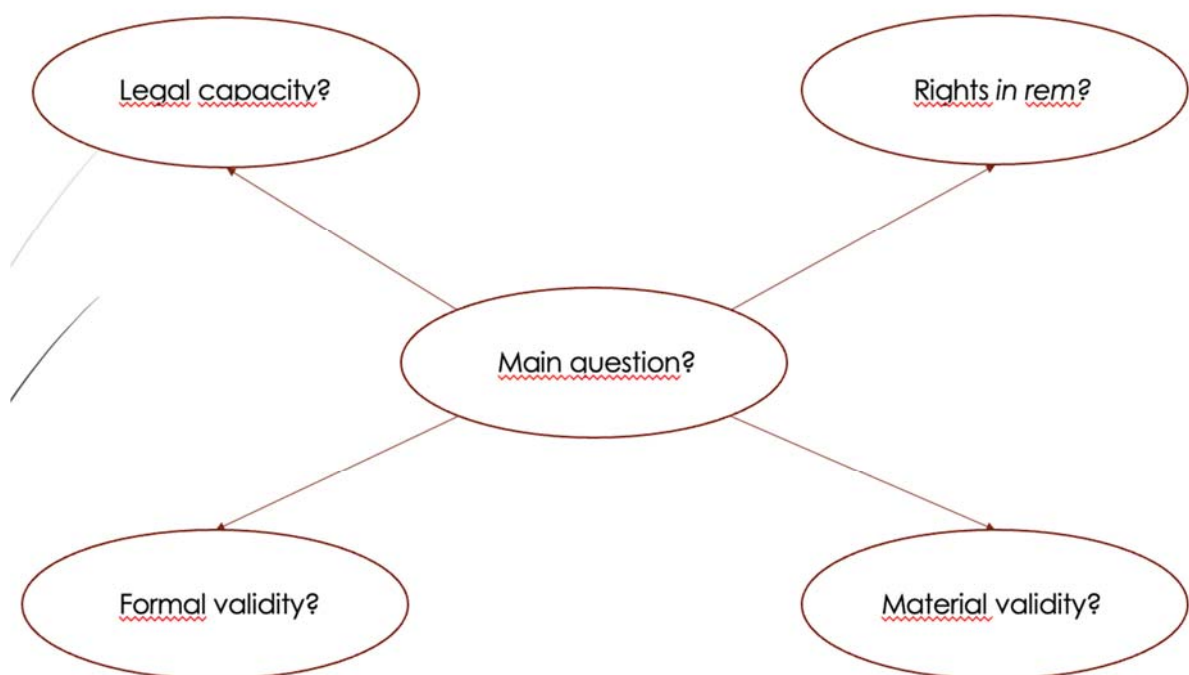 Legal capacity?
Rights in rem?
Main question?
Formal validity?
Material validity?